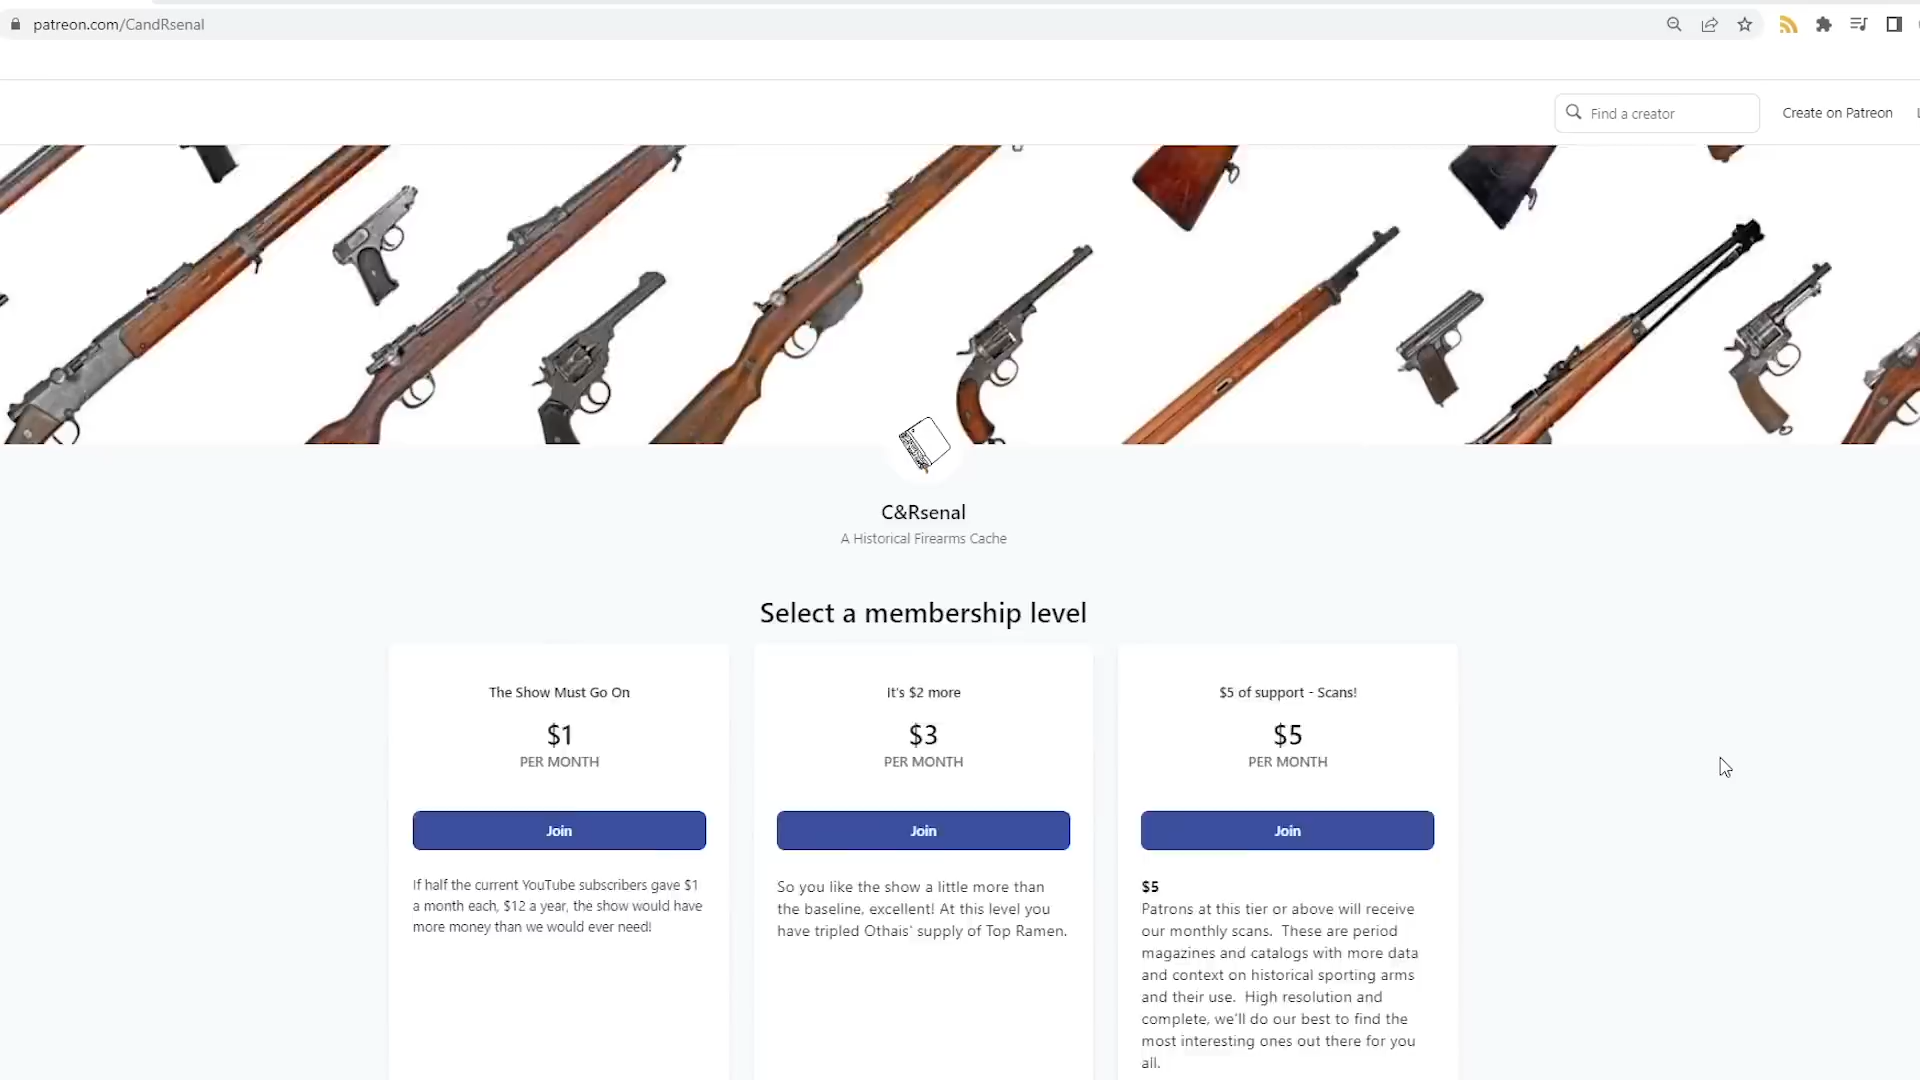 patreon.com/CandRsenal
Find a creator
Create on Patreon
C&Rsenal
A Historical Firearms Cache
Select a membership level
The Show Must Go On
$1
PER MONTH
Join
If half the current YouTube subscribers gave $1
a month each, $12 a year, the show would have
more money than we would ever need!
It's $2 more
$3
PER MONTH
Join
So you like the show a little more than
the baseline, excellent! At this level you
have tripled Othais' supply of Top Ramen.
$5 of support - Scans!
$5
PER MONTH
Join
$5
Patrons at this tier or above will receive
our monthly scans. These are period
magazines and catalogs with more data
and context on historical sporting arms
and their use. High resolution and
complete, we'll do our best to find the
most interesting ones out there for you
all.